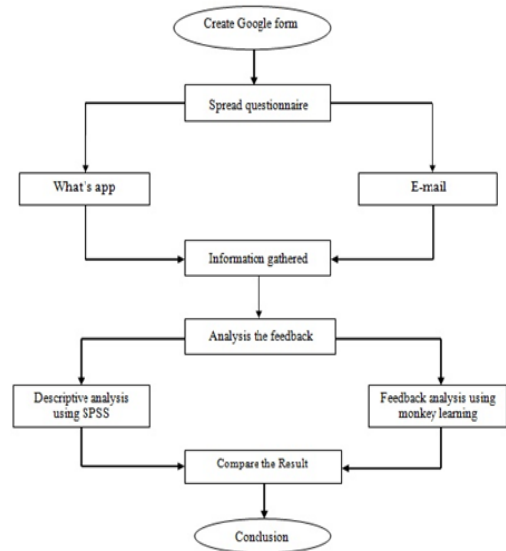 Create Google form
Spread questionnaire
What's app
E-mail
Information gathered
Analysis the feedback
Descriptive analysis
using SPSS
Feedback analysis using
monkey learning
Compare the Result
Conclusion